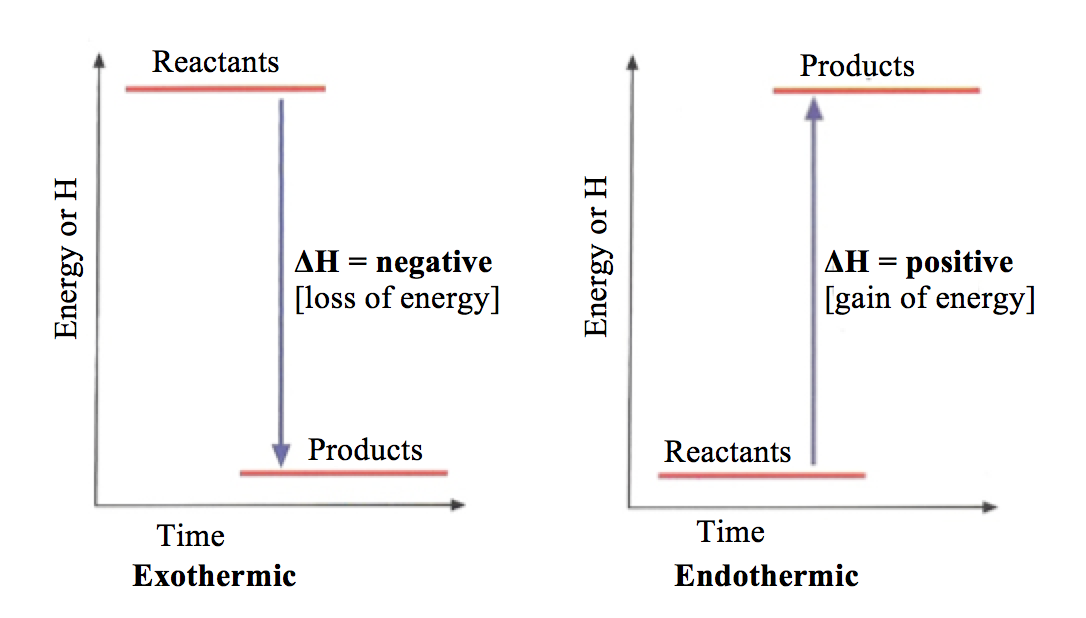 Reactants
Energy or H
ΔH = negative
[loss of energy]
Products
Time
Exothermic
Products
Energy or H
ΔH = positive
[gain of energy]
Reactants
Time
Endothermic